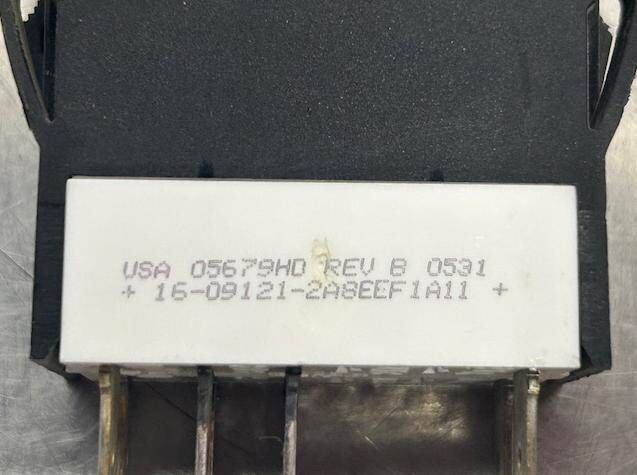 USA 05679HD REV B 0531
+ 16-09121-2A8EEF1A11 +